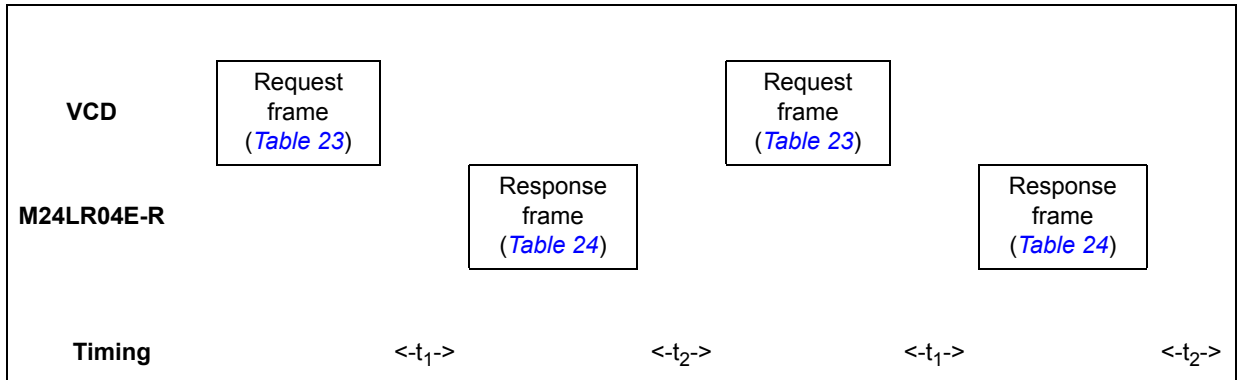 VCD
Request
frame
(Table 23)
Request
frame
(Table 23)
M24LR04E-R
Response
frame
(Table 24)
Response
frame
(Table 24)
Timing
<-t1->
<-t2->
<-t1->
<-t2->